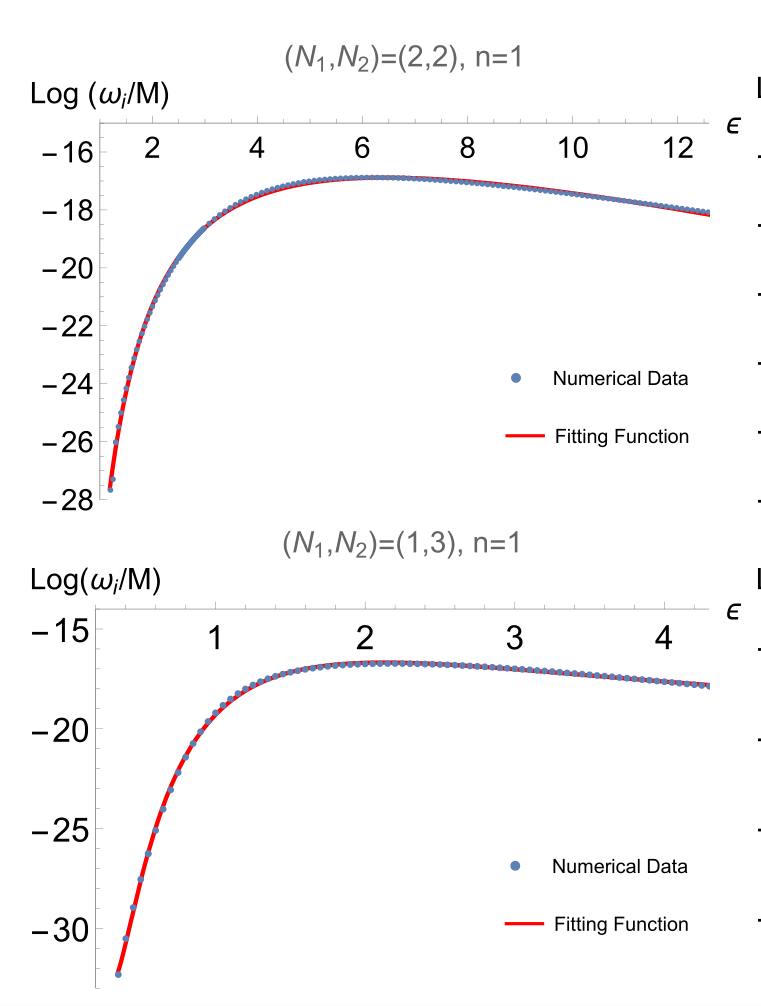 (N₁,N₂)=(2,2), n=1
Log (ωᵢ/M)
ϵ
2 4 6 8 10 12
−16
−18
−20
−22
−24
−26
−28
Numerical Data
Fitting Function
(N₁,N₂)=(1,3), n=1
Log(ωᵢ/M)
ϵ
1 2 3 4
−15
−20
−25
−30
Numerical Data
Fitting Function